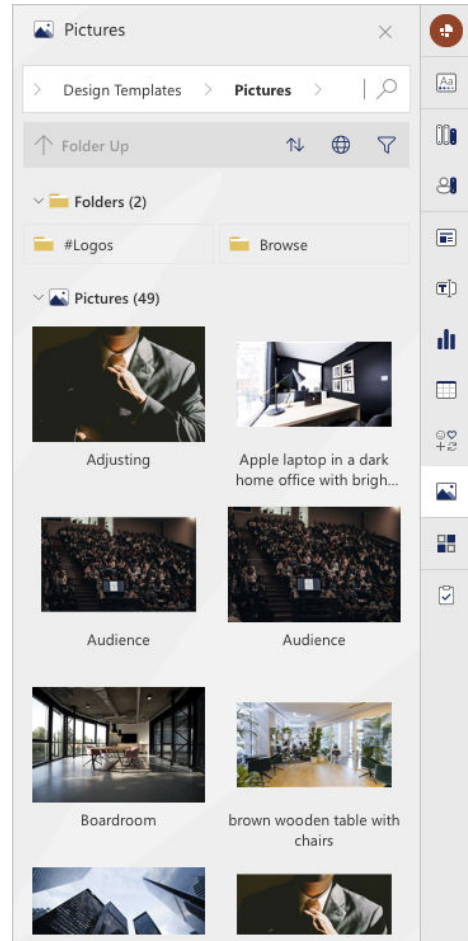 Pictures
Design Templates Pictures
Folder Up
Folders (2)
#Logos Browse
Pictures (49)
Adjusting
Apple laptop in a dark
home office with brigh...
Audience
Audience
Boardroom
brown wooden table with
chairs
Aa
T